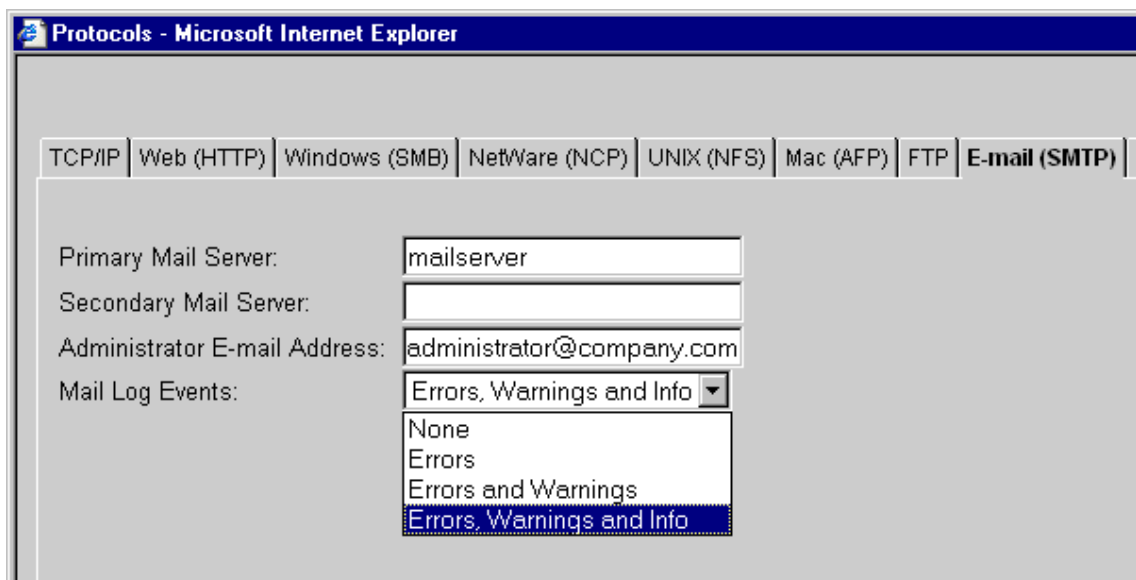 Protocols - Microsoft Internet Explorer
TCP/IP Web (HTTP) Windows (SMB) NetWare (NCP) UNIX (NFS) Mac (AFP) FTP E-mail (SMTP)
Primary Mail Server: mailserver
Secondary Mail Server:
Administrator E-mail Address: administrator@company.com
Mail Log Events: Errors, Warnings and Info
None
Errors
Errors and Warnings
Errors, Warnings and Info